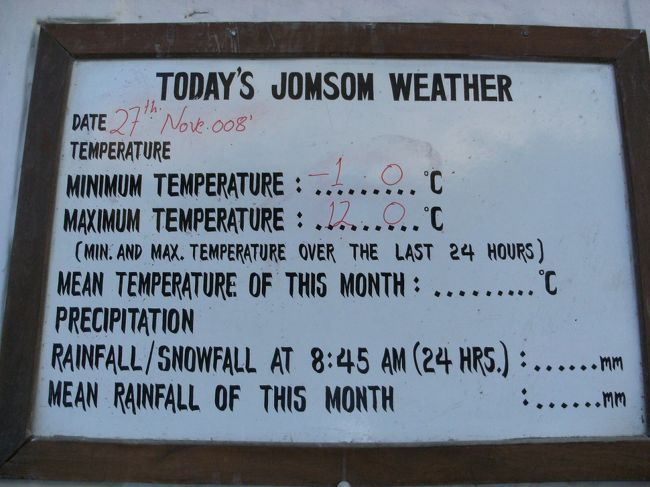 TODAY'S JOMSOM WEATHER
DATE 27th Nove.008'
TEMPERATURE
MINIMUM TEMPERATURE : -1.0 °C
MAXIMUM TEMPERATURE : 12.0 °C
(MIN. AND MAX. TEMPERATURE OVER THE LAST 24 HOURS)
MEAN TEMPERATURE OF THIS MONTH : ......... °C
PRECIPITATION
RAINFALL/SNOWFALL AT 8:45 AM (24 HRS.) : ...... mm
MEAN RAINFALL OF THIS MONTH : ...... mm